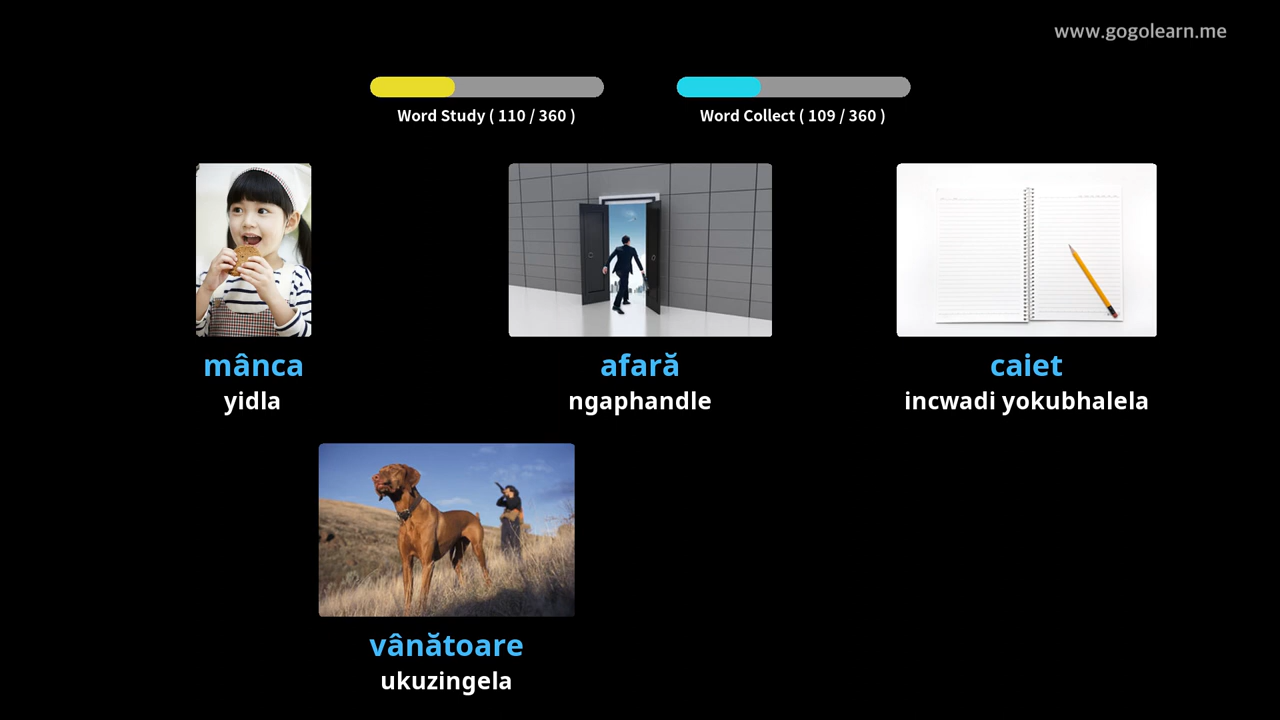 www.gogolearn.me
Word Study ( 110 / 360 )
Word Collect ( 109 / 360 )
mânca
yidla
afară
ngaphandle
caiet
incwadi yokubhalela
vânătoare
ukuzingela